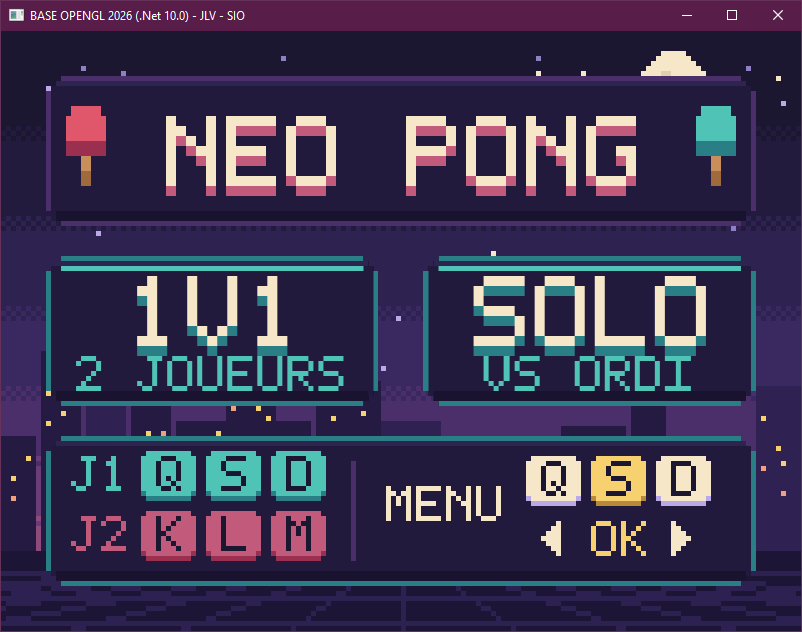 BASE OPENGL 2026 (.Net 10.0) - JLV - SIO
NEO PONG
1V1
2 JOUEURS
SOLO
VS ORDI
J1 Q S D
J2 K L M
MENU
Q S D
OK